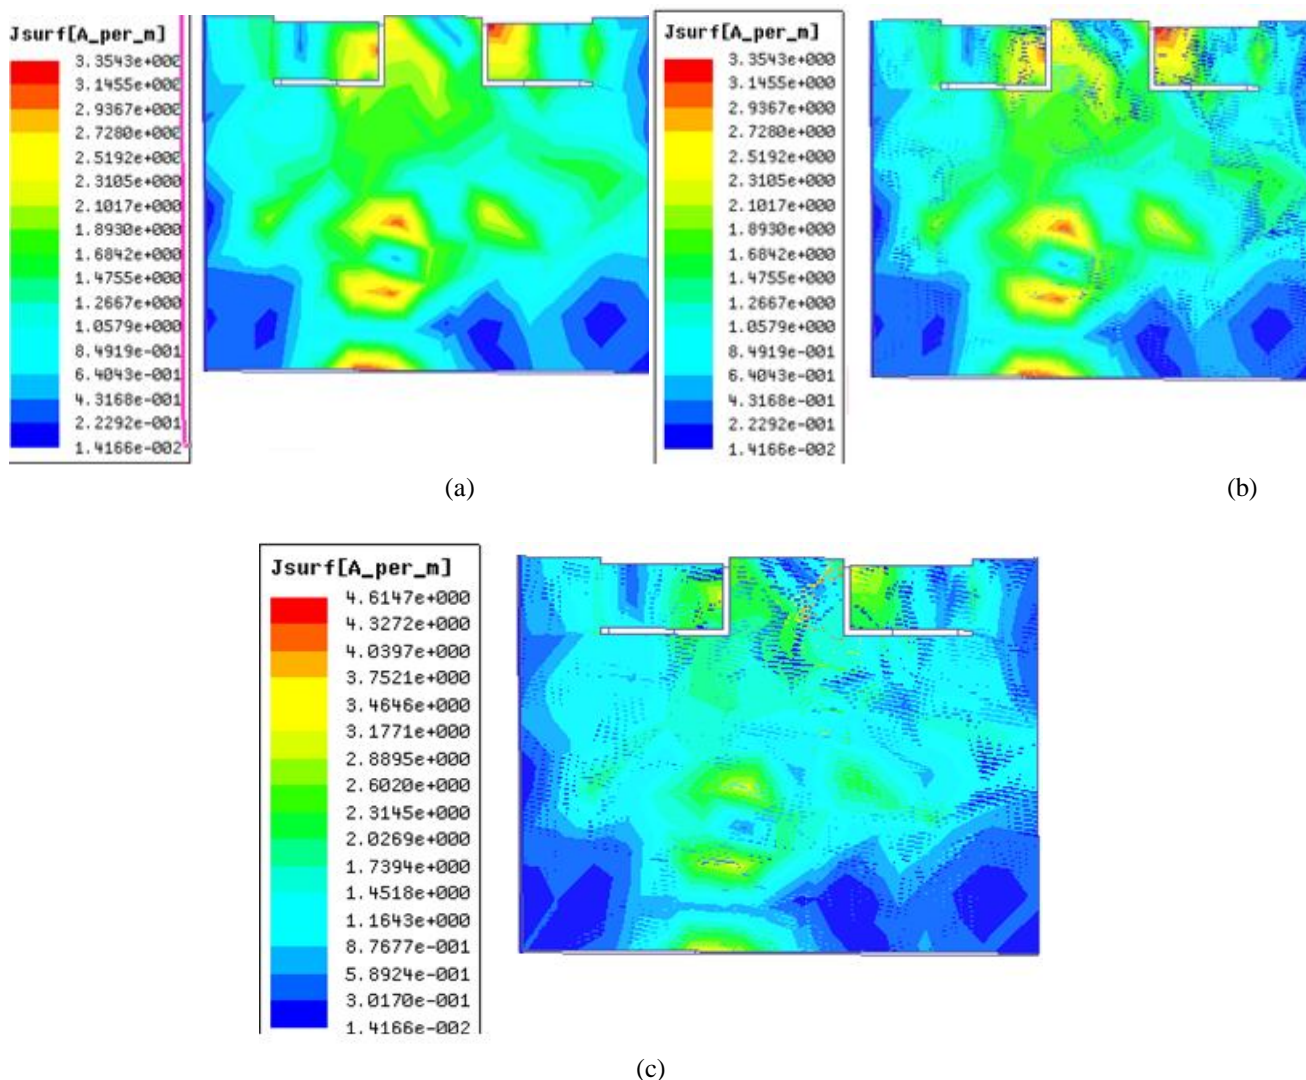 Jsurf[A_per_m]
3.3543e+000
3.1455e+000
2.9367e+000
2.7280e+000
2.5192e+000
2.3105e+000
2.1017e+000
1.8930e+000
1.6842e+000
1.4755e+000
1.2667e+000
1.0579e+000
8.4919e-001
6.4043e-001
4.3168e-001
2.2292e-001
1.4166e-002
(a)
Jsurf[A_per_m]
3.3543e+000
3.1455e+000
2.9367e+000
2.7280e+000
2.5192e+000
2.3105e+000
2.1017e+000
1.8930e+000
1.6842e+000
1.4755e+000
1.2667e+000
1.0579e+000
8.4919e-001
6.4043e-001
4.3168e-001
2.2292e-001
1.4166e-002
(b)
Jsurf[A_per_m]
4.6147e+000
4.3272e+000
4.0397e+000
3.7521e+000
3.4646e+000
3.1771e+000
2.8895e+000
2.6020e+000
2.3145e+000
2.0269e+000
1.7394e+000
1.4518e+000
1.1643e+000
8.7677e-001
5.8924e-001
3.0170e-001
1.4166e-002
(c)